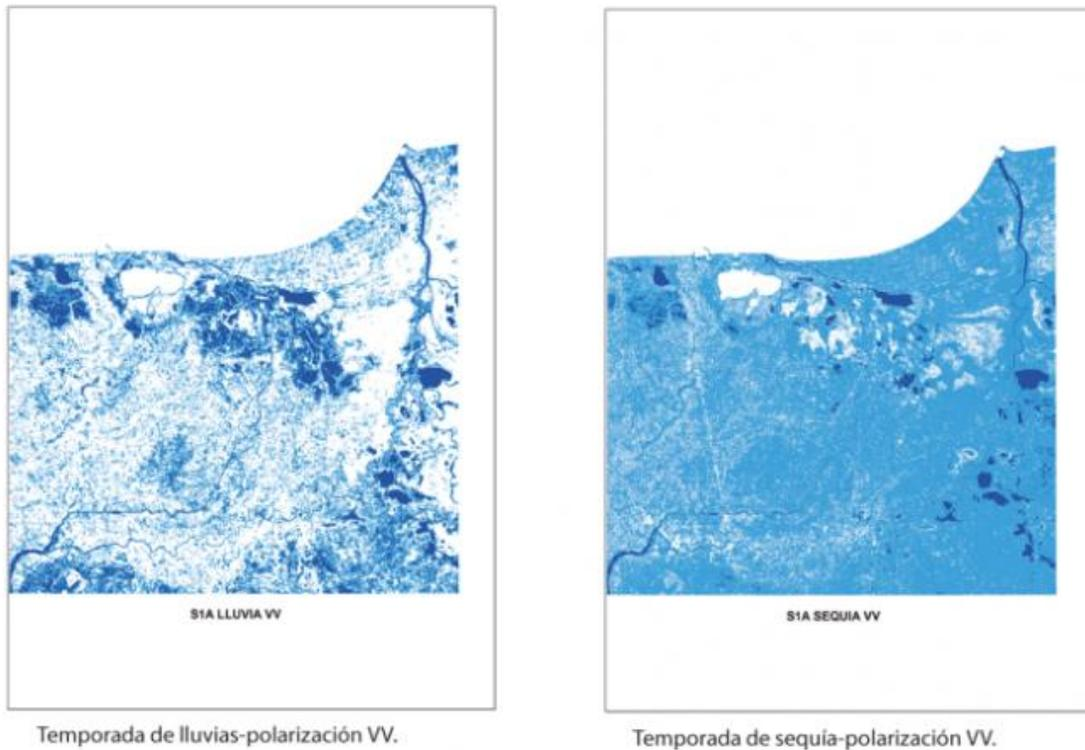 S1A LLUVIA VV
S1A SEQUIA VV
Temporada de lluvias-polarización VV.
Temporada de sequía-polarización VV.